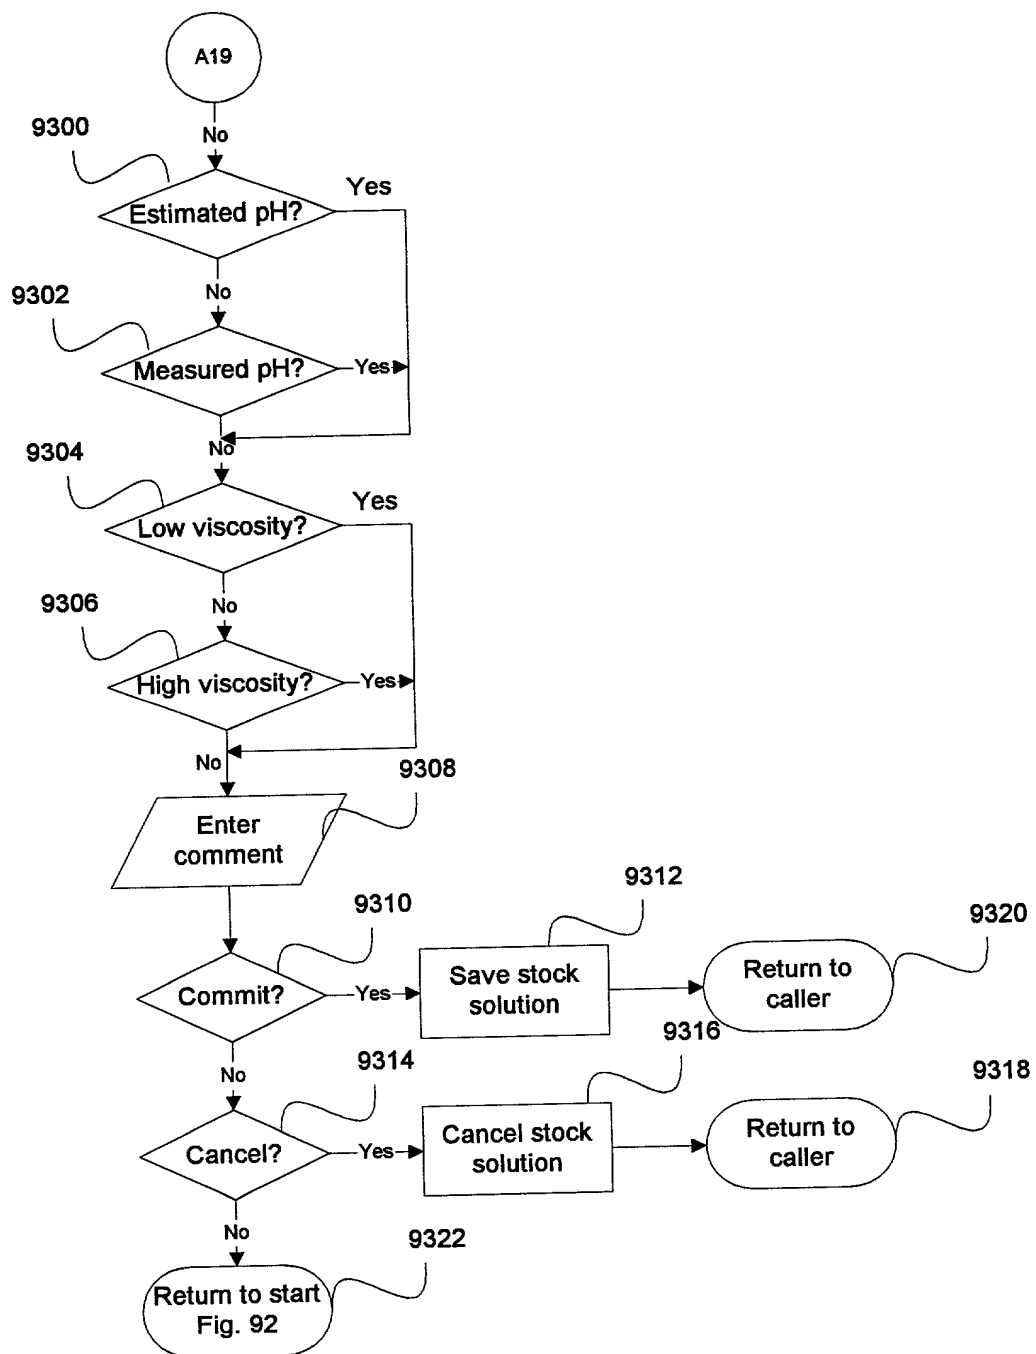 A19
No
9300
Yes
Estimated pH?
No
9302
Measured pH?
Yes
No
9304
Yes
Low viscosity?
No
9306
High viscosity?
Yes
No
9308
Enter
comment
9310
Commit?
Yes
9312
Save stock
solution
9320
Return to
caller
No
9314
Cancel?
Yes
9316
Cancel stock
solution
9318
Return to
caller
No
9322
Return to start
Fig. 92